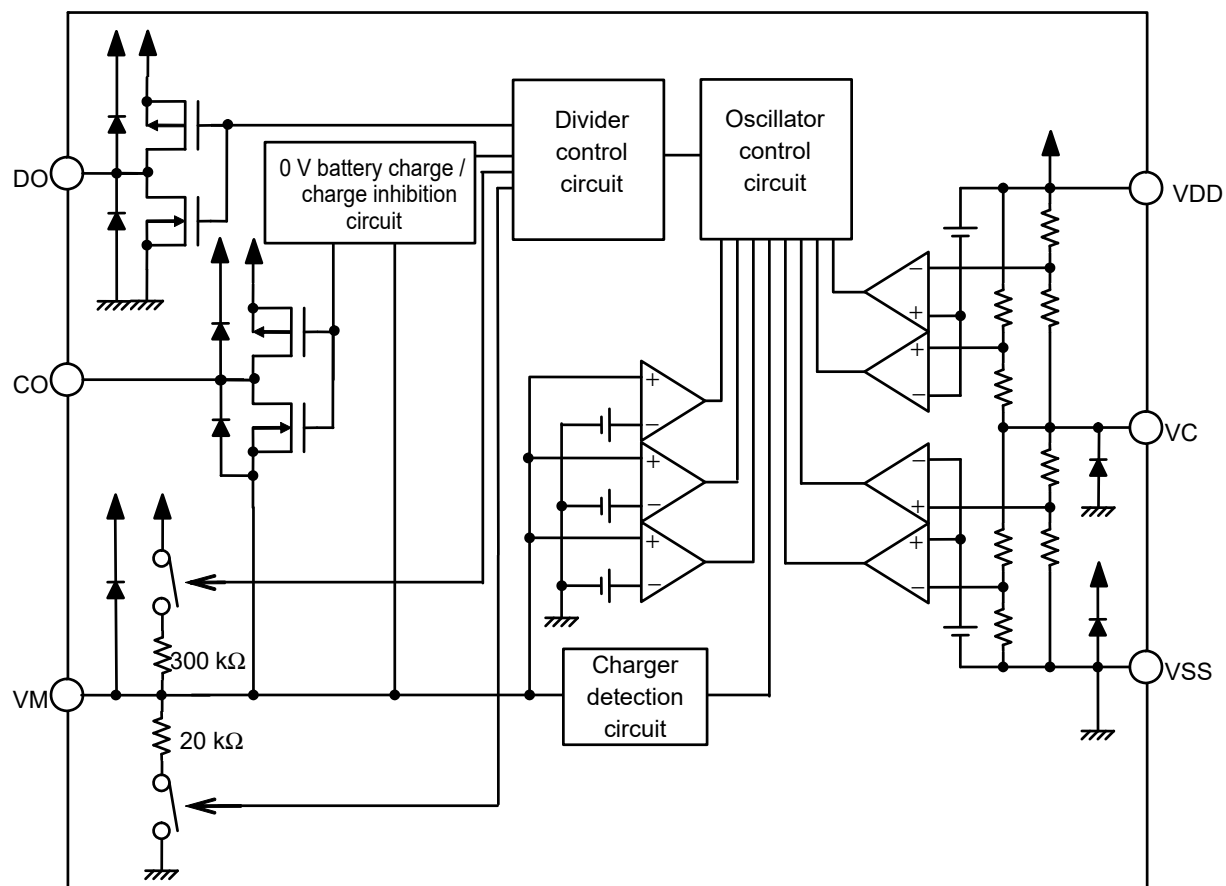 Divider
control
circuit
Oscillator
control
circuit
0 V battery charge /
charge inhibition
circuit
DO
VDD
−
+
+
−
CO
+
−
+
−
+
−
VC
−
+
+
−
300 kΩ
VM
20 kΩ
Charger
detection
circuit
VSS